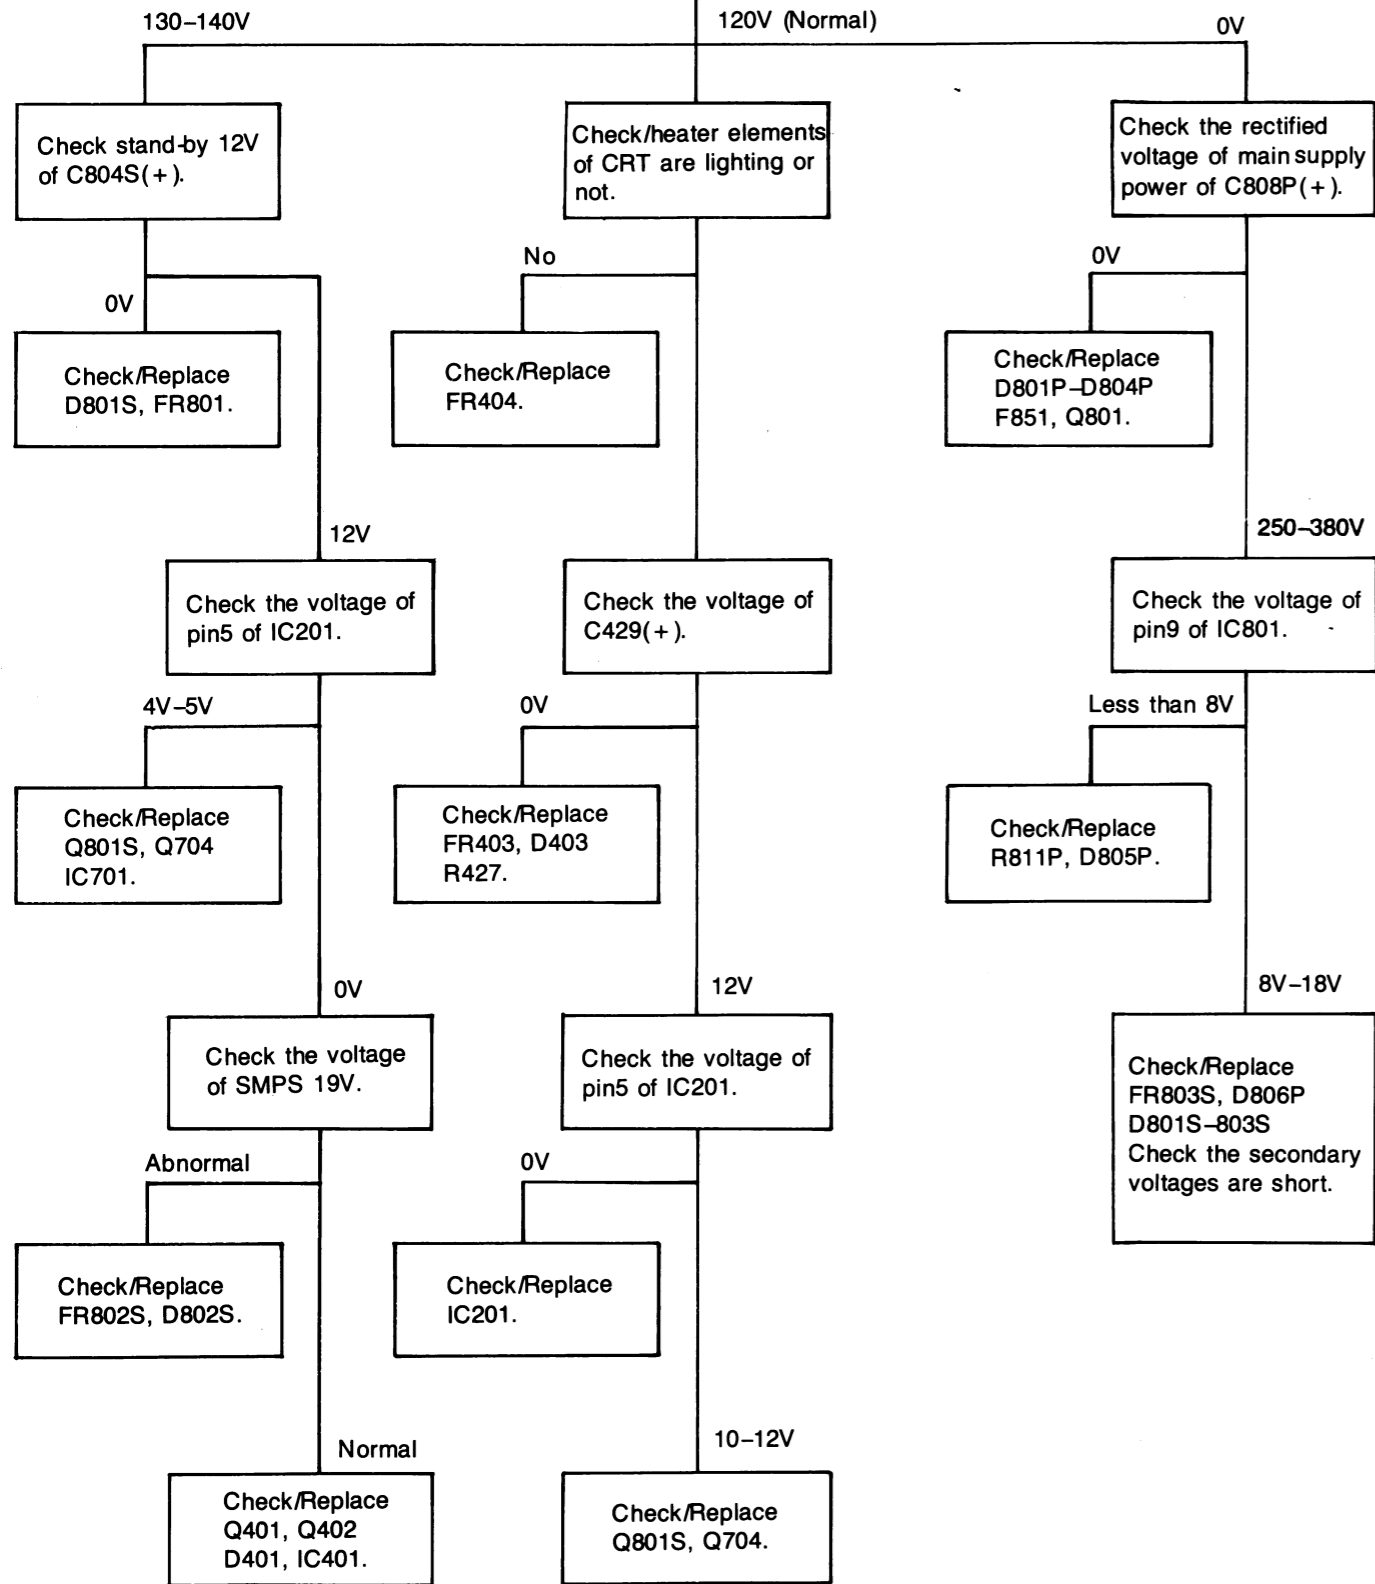 130–140V
120V (Normal)
0V
Check stand-by 12V
of C804S(+).
Check/heater elements
of CRT are lighting or
not.
Check the rectified
voltage of main supply
power of C808P(+).
0V
No
0V
Check/Replace
D801S, FR801.
Check/Replace
FR404.
Check/Replace
D801P–D804P
F851, Q801.
12V
250–380V
Check the voltage of
pin5 of IC201.
Check the voltage of
C429(+).
Check the voltage of
pin9 of IC801.
4V–5V
0V
Less than 8V
Check/Replace
Q801S, Q704
IC701.
Check/Replace
FR403, D403
R427.
Check/Replace
R811P, D805P.
0V
12V
8V–18V
Check the voltage
of SMPS 19V.
Check the voltage of
pin5 of IC201.
Check/Replace
FR803S, D806P
D801S–803S
Check the secondary
voltages are short.
Abnormal
0V
Check/Replace
FR802S, D802S.
Check/Replace
IC201.
Normal
10–12V
Check/Replace
Q401, Q402
D401, IC401.
Check/Replace
Q801S, Q704.